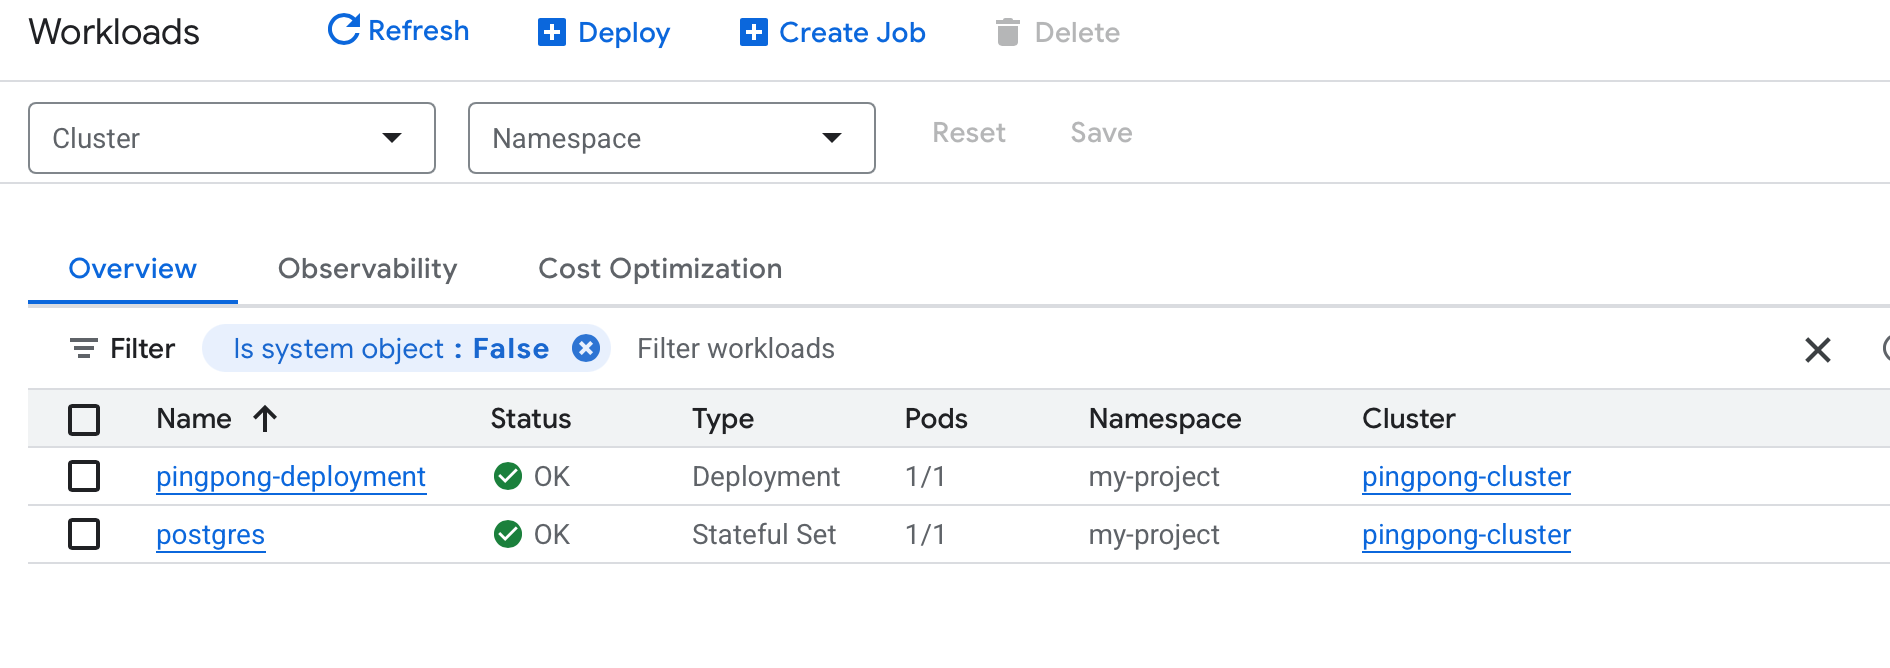 Workloads Refresh Deploy Create Job Delete
Cluster Namespace Reset Save
Overview Observability Cost Optimization
Filter Is system object : False Filter workloads
Name Status Type Pods Namespace Cluster
pingpong-deployment OK Deployment 1/1 my-project pingpong-cluster
postgres OK Stateful Set 1/1 my-project pingpong-cluster